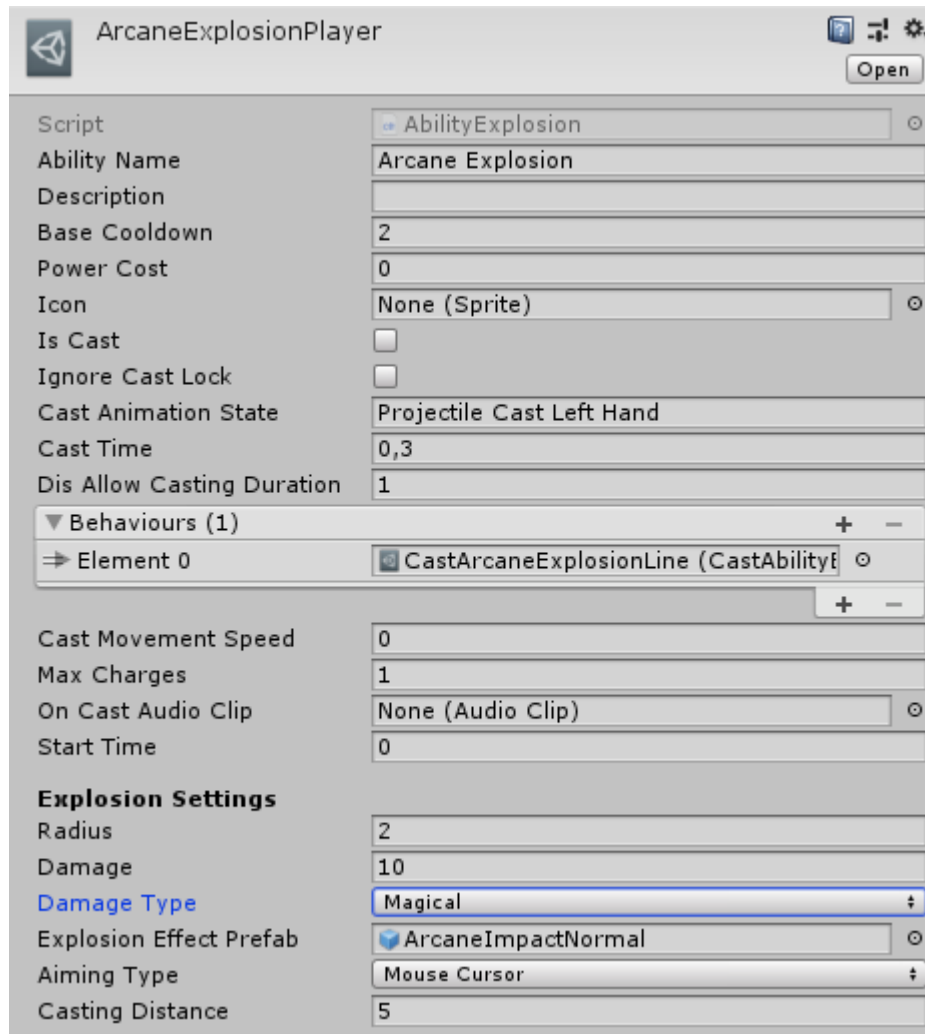 ArcaneExplosionPlayer
Open
Script AbilityExplosion
Ability Name Arcane Explosion
Description
Base Cooldown 2
Power Cost 0
Icon None (Sprite)
Is Cast
Ignore Cast Lock
Cast Animation State Projectile Cast Left Hand
Cast Time 0,3
Dis Allow Casting Duration 1
Behaviours (1) + −
Element 0 CastArcaneExplosionLine (CastAbilityE
+ −
Cast Movement Speed 0
Max Charges 1
On Cast Audio Clip None (Audio Clip)
Start Time 0
Explosion Settings
Radius 2
Damage 10
Damage Type Magical
Explosion Effect Prefab ArcaneImpactNormal
Aiming Type Mouse Cursor
Casting Distance 5